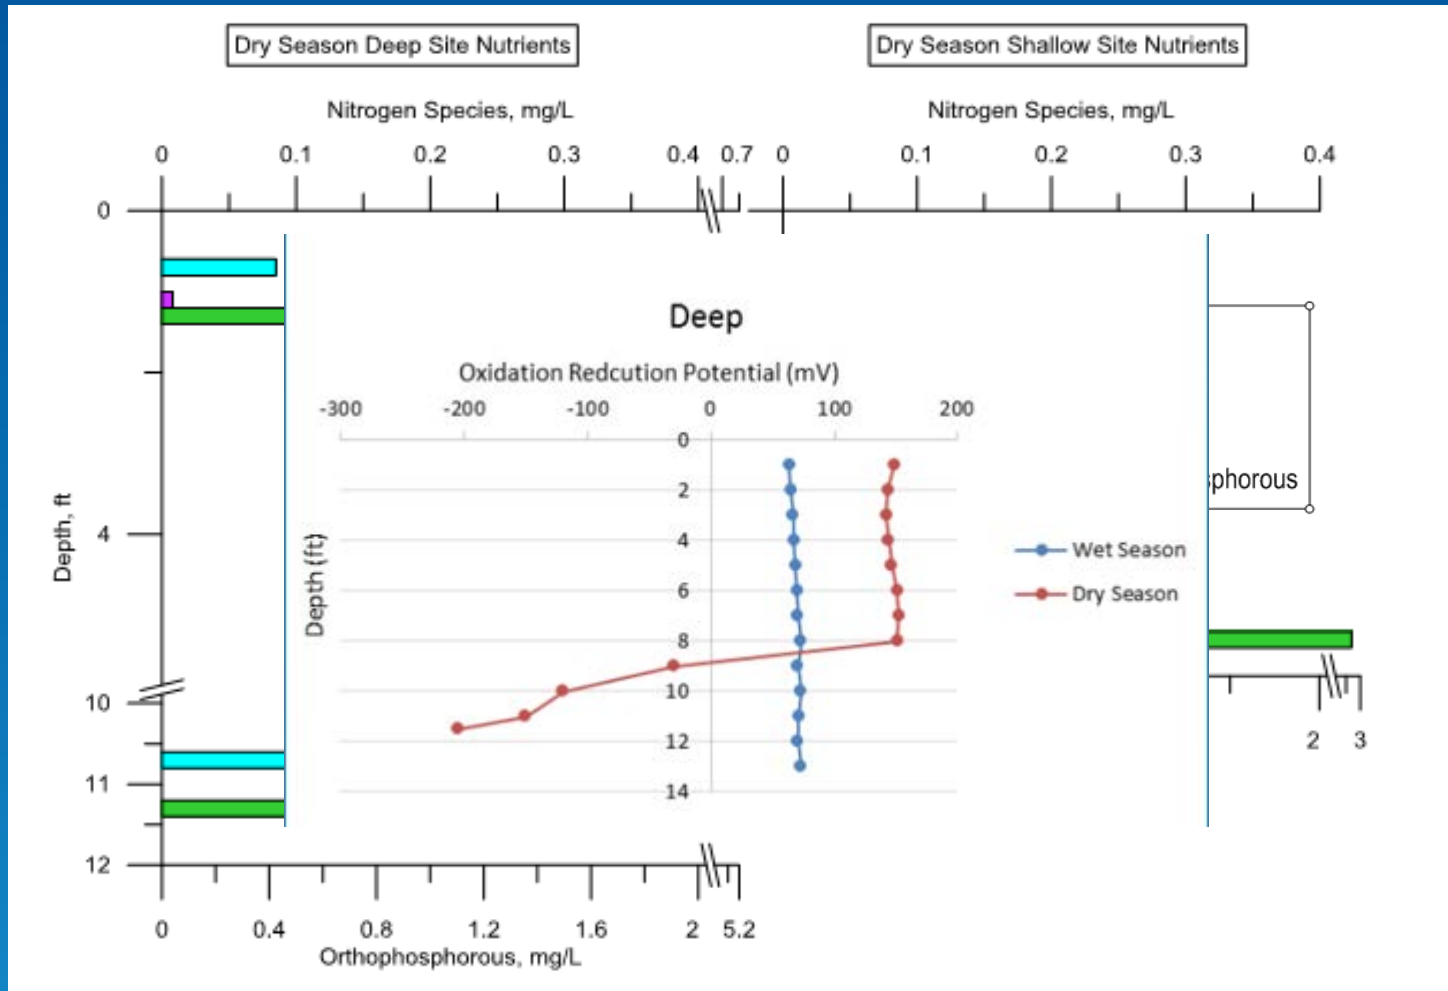 Dry Season Deep Site Nutrients
Dry Season Shallow Site Nutrients
Nitrogen Species, mg/L
Nitrogen Species, mg/L
0 0.1 0.2 0.3 0.4 0.7 0 0.1 0.2 0.3 0.4
0
Deep
Oxidation Redcution Potential (mV)
-300 -200 -100 0 100 200
0
2
4
6
8
10
12
14
Depth (ft)
Wet Season
Dry Season
sphorous
Depth, ft
4
10
11
12
2 3
0 0.4 0.8 1.2 1.6 2 5.2
Orthophosphorous, mg/L